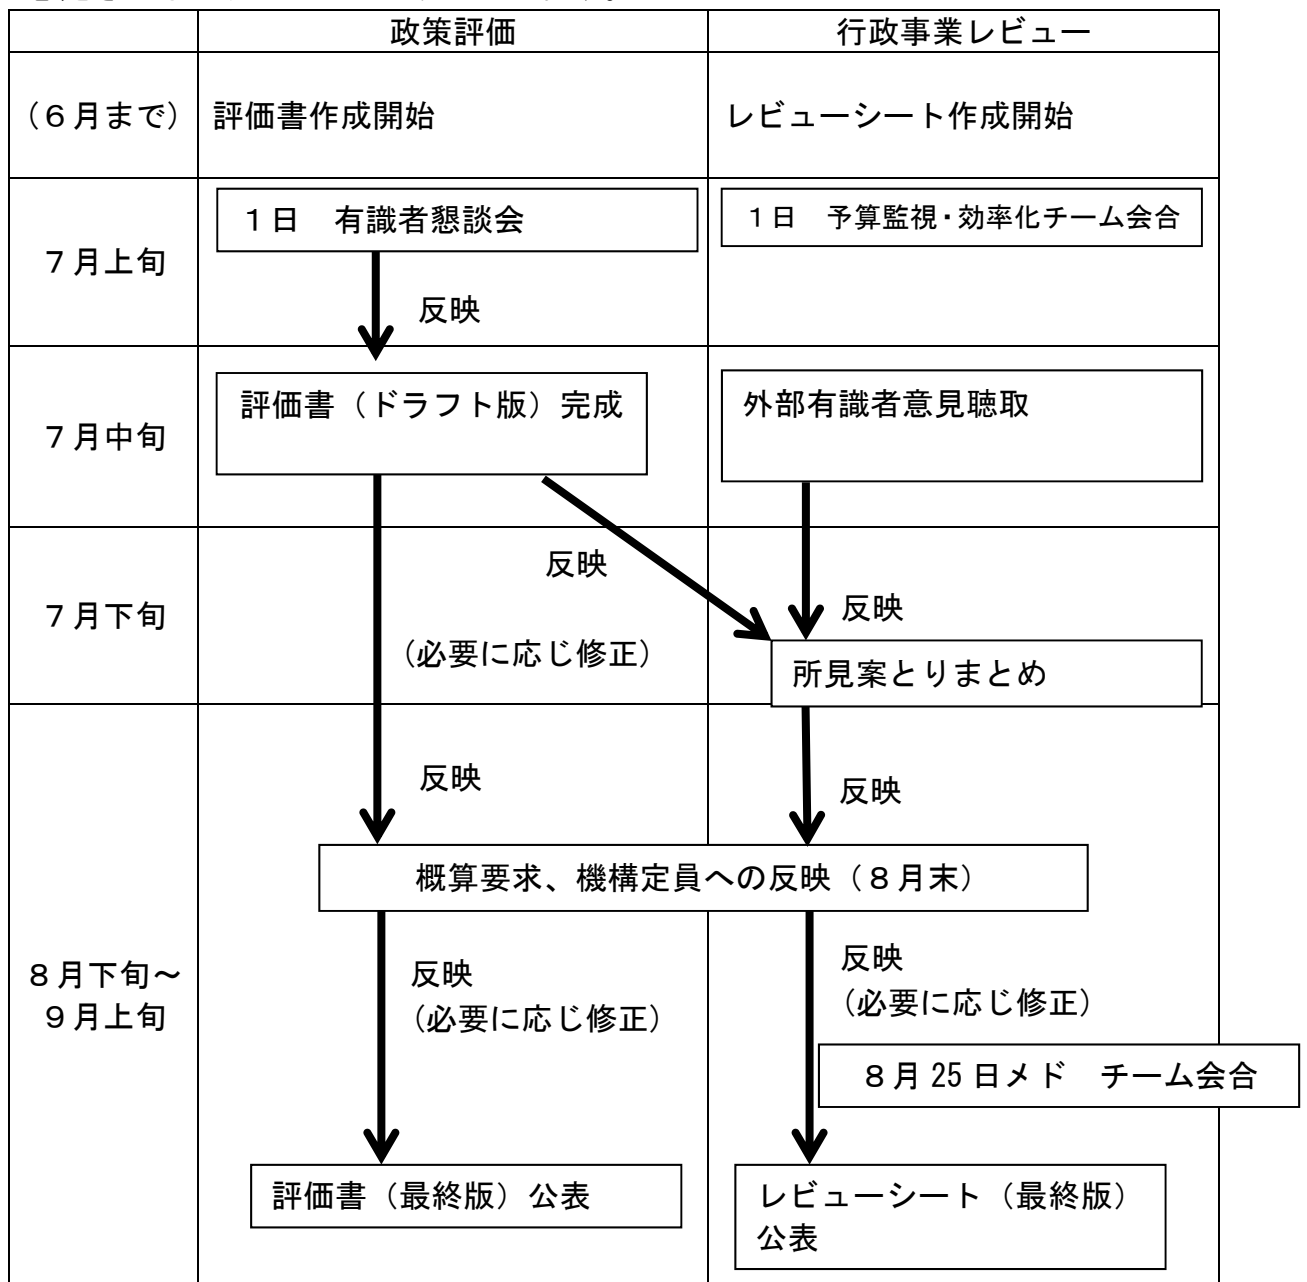 政策評価
行政事業レビュー
（６月まで）
評価書作成開始
レビューシート作成開始
７月上旬
１日　有識者懇談会
１日　予算監視・効率化チーム会合
反映
７月中旬
評価書（ドラフト版）完成
外部有識者意見聴取
７月下旬
反映
反映
（必要に応じ修正）
所見案とりまとめ
８月下旬～
９月上旬
反映
反映
概算要求、機構定員への反映（８月末）
反映
（必要に応じ修正）
反映
（必要に応じ修正）
８月25日メド　チーム会合
評価書（最終版）公表
レビューシート（最終版）
公表